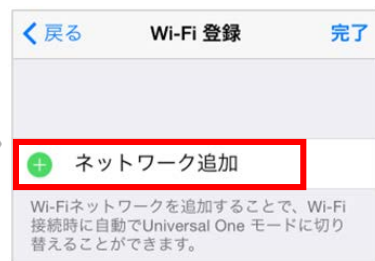 戻る Wi-Fi 登録 完了
ネットワーク追加
Wi-Fiネットワークを追加することで、Wi-Fi
接続時に自動でUniversal One モードに切り
替えることができます。